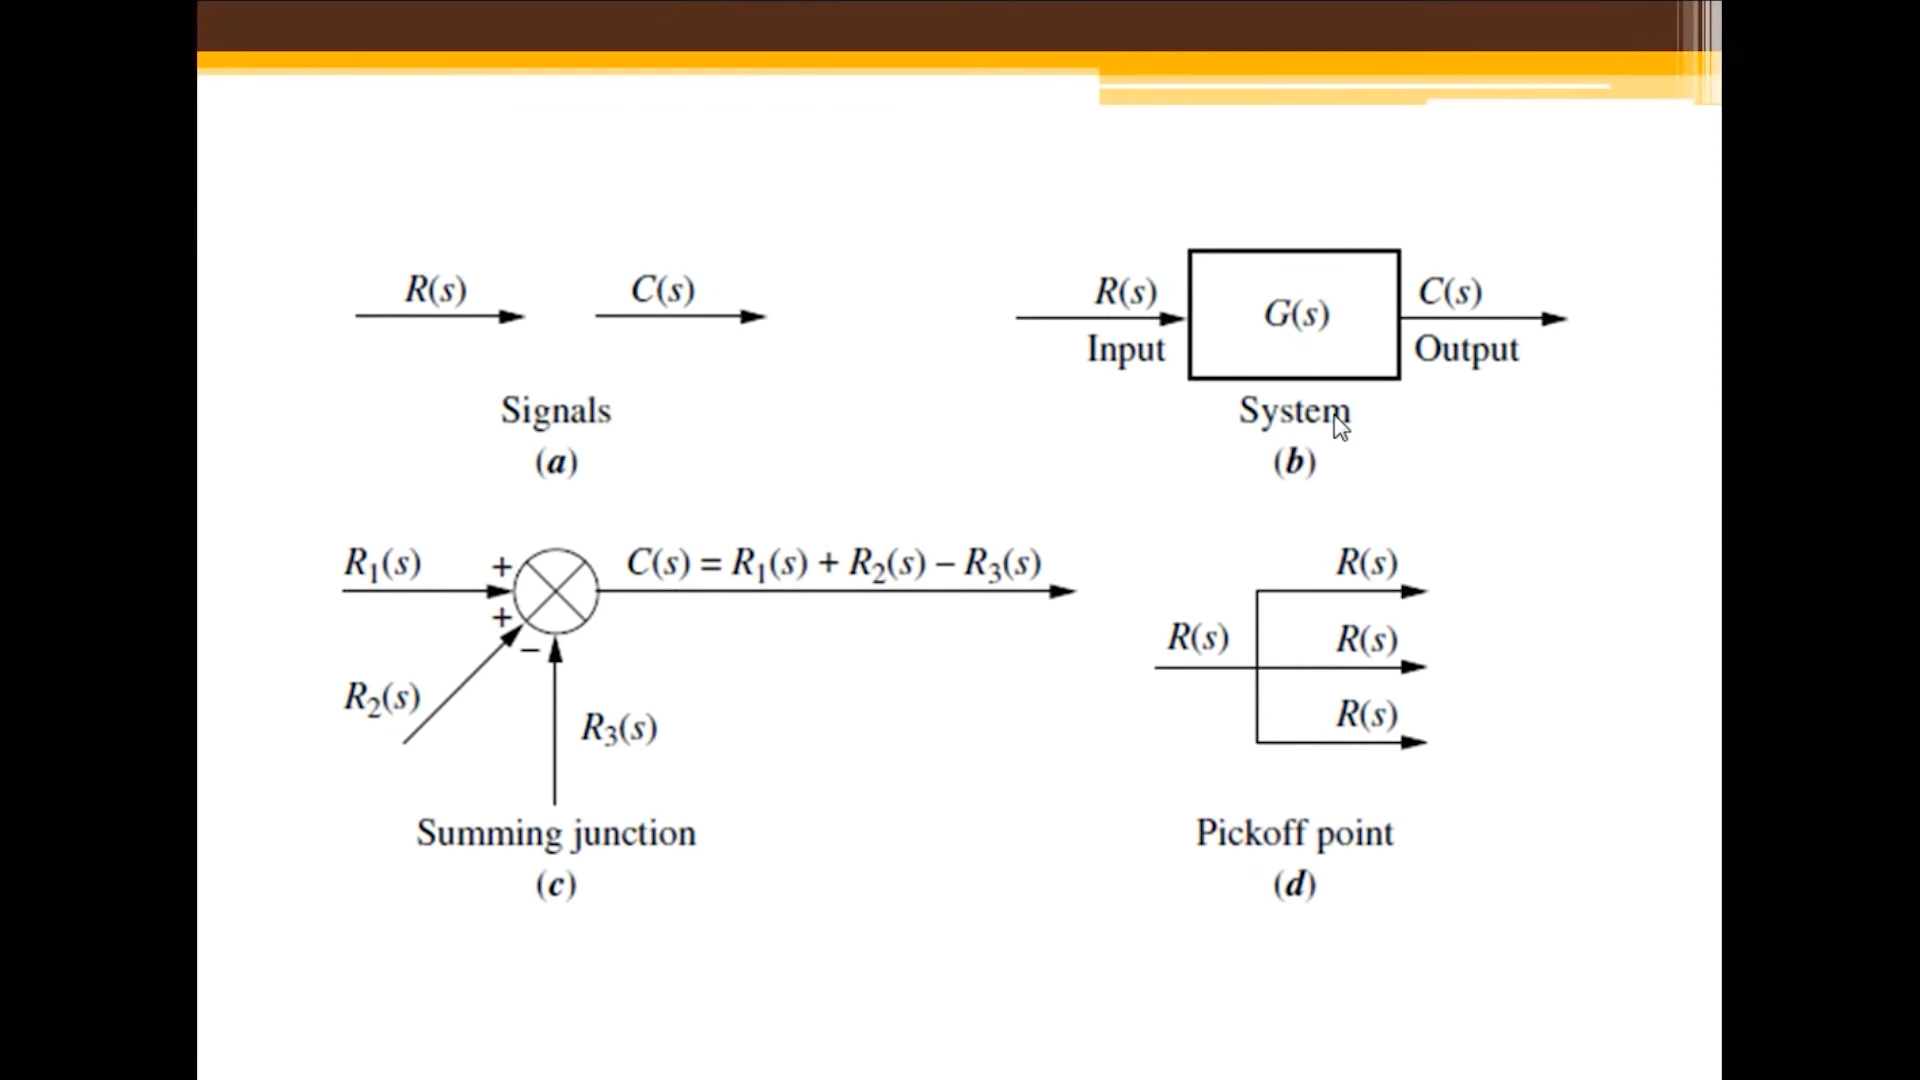 R(s)
C(s)
Signals
(a)
R(s)
Input
G(s)
C(s)
Output
System
(b)
R₁(s)
+
+
−
R₂(s)
R₃(s)
C(s) = R₁(s) + R₂(s) − R₃(s)
Summing junction
(c)
R(s)
R(s)
R(s)
R(s)
Pickoff point
(d)